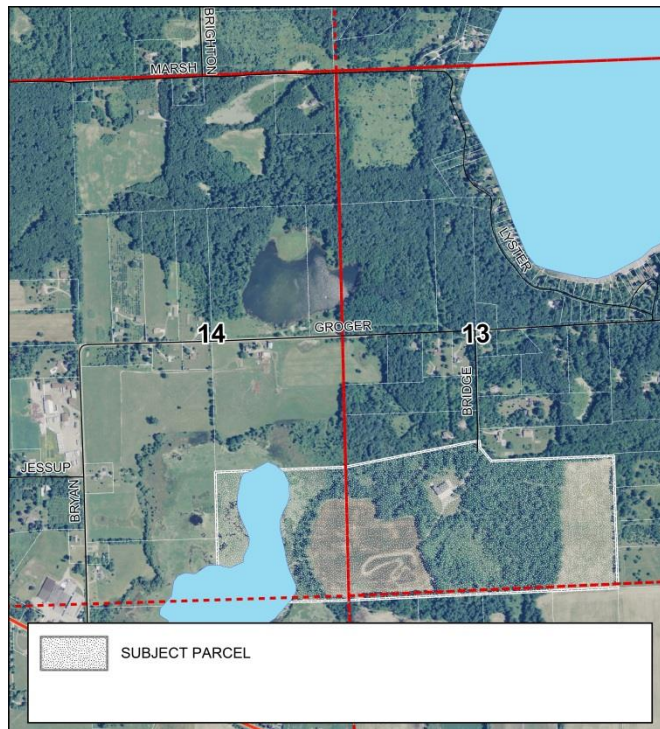 BRIGHTON
MARSH
LYSTER
GROGER
14
13
BRIDGE
JESSUP
BRYAN
SUBJECT PARCEL